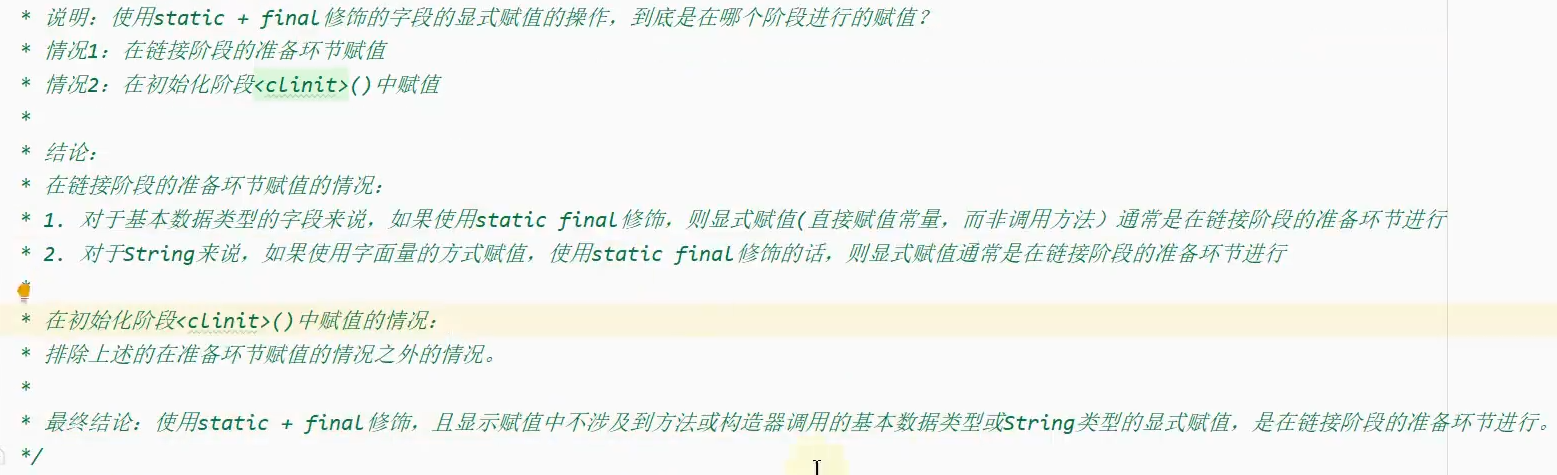 * 说明：使用static + final修饰的字段的显式赋值的操作，到底是在哪个阶段进行的赋值？
* 情况1：在链接阶段的准备环节赋值
* 情况2：在初始化阶段<clinit>()中赋值
*
* 结论：
* 在链接阶段的准备环节赋值的情况：
* 1. 对于基本数据类型的字段来说，如果使用static final修饰，则显式赋值(直接赋值常量，而非调用方法）通常是在链接阶段的准备环节进行
* 2. 对于String来说，如果使用字面量的方式赋值，使用static final修饰的话，则显式赋值通常是在链接阶段的准备环节进行
* 在初始化阶段<clinit>()中赋值的情况：
* 排除上述的在准备环节赋值的情况之外的情况。
*
* 最终结论：使用static + final修饰，且显示赋值中不涉及到方法或构造器调用的基本数据类型或String类型的显式赋值，是在链接阶段的准备环节进行。
*/